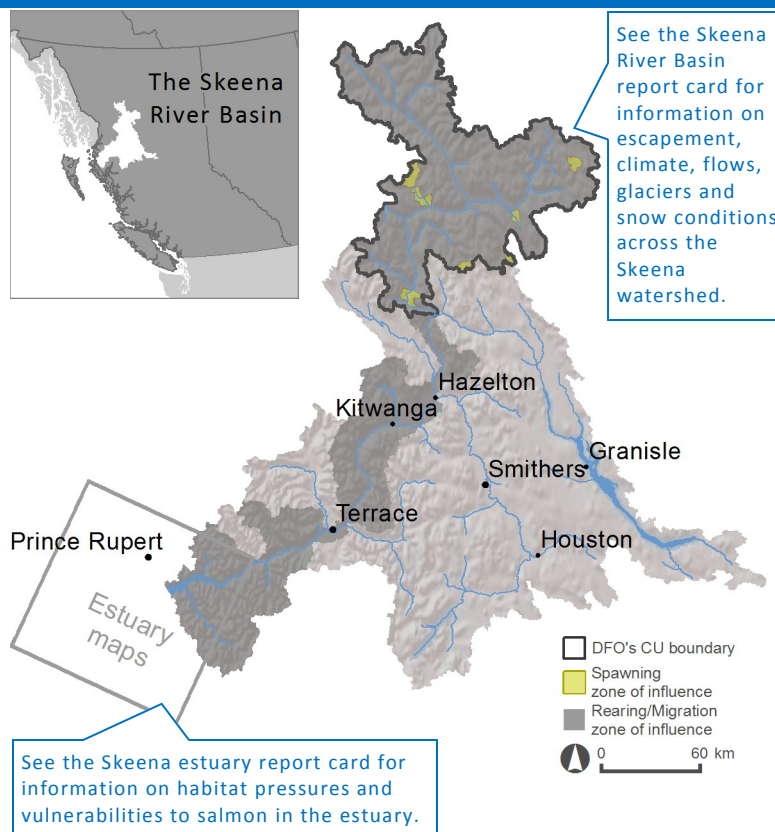 The Skeena
River Basin
See the Skeena
River Basin
report card for
information on
escapement,
climate, flows,
glaciers and
snow conditions
across the
Skeena
watershed.
Hazelton
Kitwanga
Granisle
Smithers
Terrace
Prince Rupert
Houston
Estuary
maps
DFO's CU boundary
Spawning
zone of influence
Rearing/Migration
zone of influence
0 60 km
See the Skeena estuary report card for
information on habitat pressures and
vulnerabilities to salmon in the estuary.